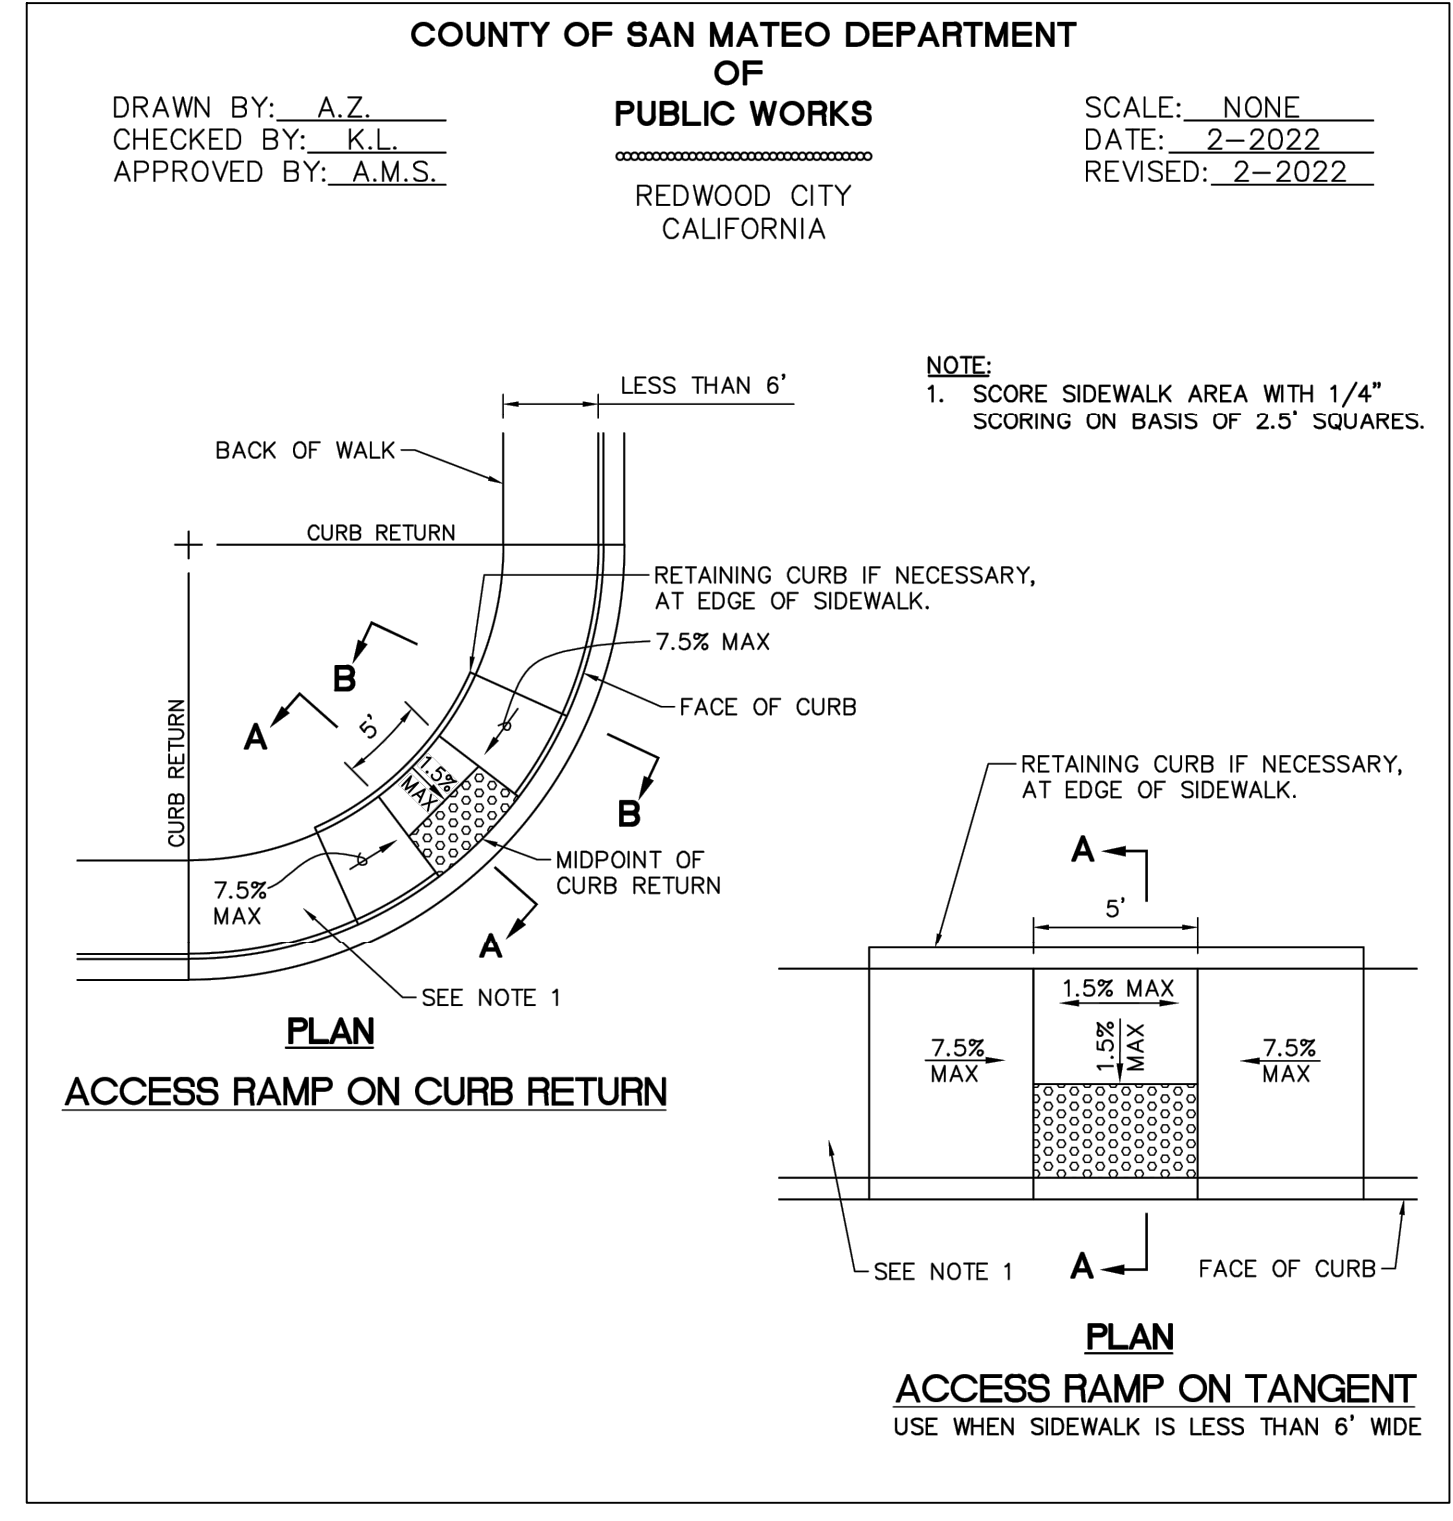 COUNTY OF SAN MATEO DEPARTMENT
OF
PUBLIC WORKS
DRAWN BY: A.Z.
CHECKED BY: K.L.
APPROVED BY: A.M.S.
REDWOOD CITY
CALIFORNIA
SCALE: NONE
DATE: 2-2022
REVISED: 2-2022
NOTE:
1. SCORE SIDEWALK AREA WITH 1/4"
SCORING ON BASIS OF 2.5' SQUARES.
LESS THAN 6'
BACK OF WALK
CURB RETURN
RETAINING CURB IF NECESSARY,
AT EDGE OF SIDEWALK.
7.5% MAX
B
FACE OF CURB
A
5'
CURB RETURN
1.5%
MAX
B
MIDPOINT OF
CURB RETURN
7.5%
MAX
A
SEE NOTE 1
PLAN
ACCESS RAMP ON CURB RETURN
RETAINING CURB IF NECESSARY,
AT EDGE OF SIDEWALK.
A
5'
1.5% MAX
1.5%
MAX
7.5%
MAX
7.5%
MAX
SEE NOTE 1
A
FACE OF CURB
PLAN
ACCESS RAMP ON TANGENT
USE WHEN SIDEWALK IS LESS THAN 6' WIDE